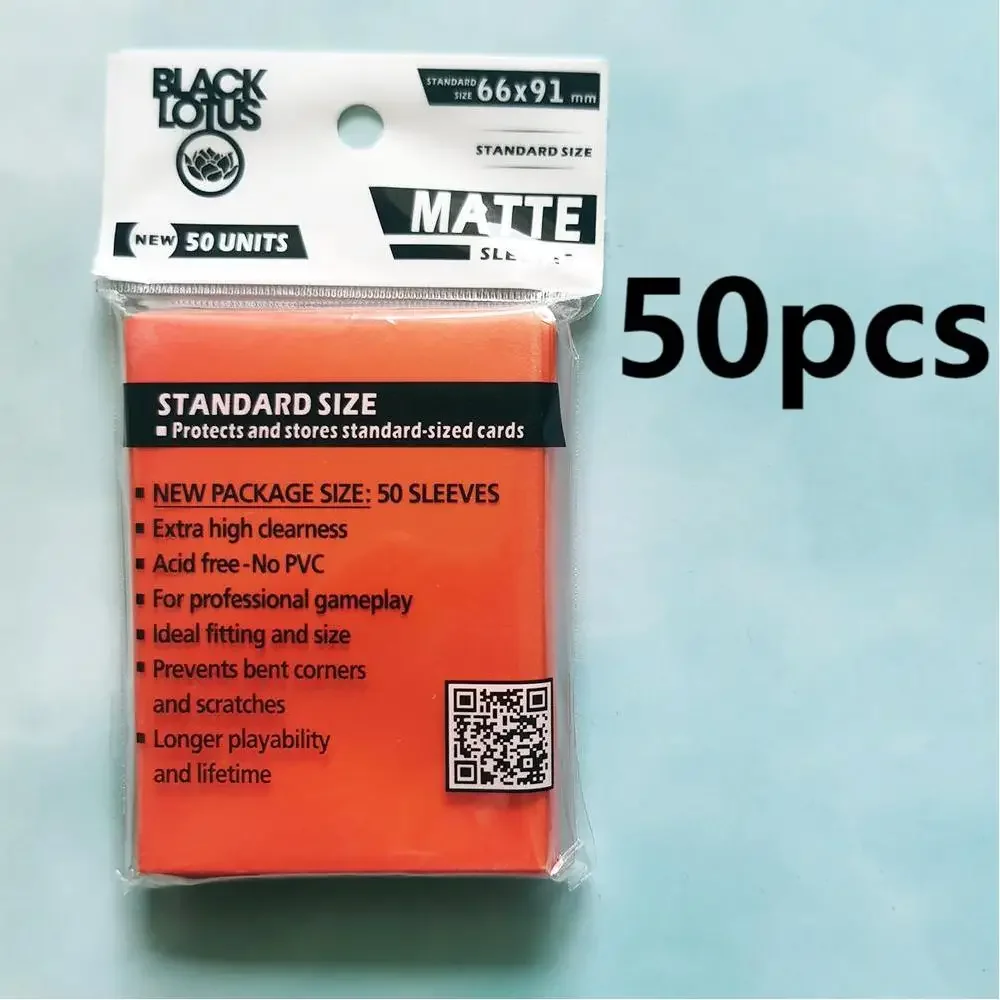 BLACK
LOTUS
STANDARD
SIZE
66x91 mm
STANDARD SIZE
MATTE
NEW 50 UNITS
50pcs
STANDARD SIZE
▪ Protects and stores standard-sized cards
▪ NEW PACKAGE SIZE: 50 SLEEVES
▪ Extra high clearness
▪ Acid free-No PVC
▪ For professional gameplay
▪ Ideal fitting and size
▪ Prevents bent corners
and scratches
▪ Longer playability
and lifetime